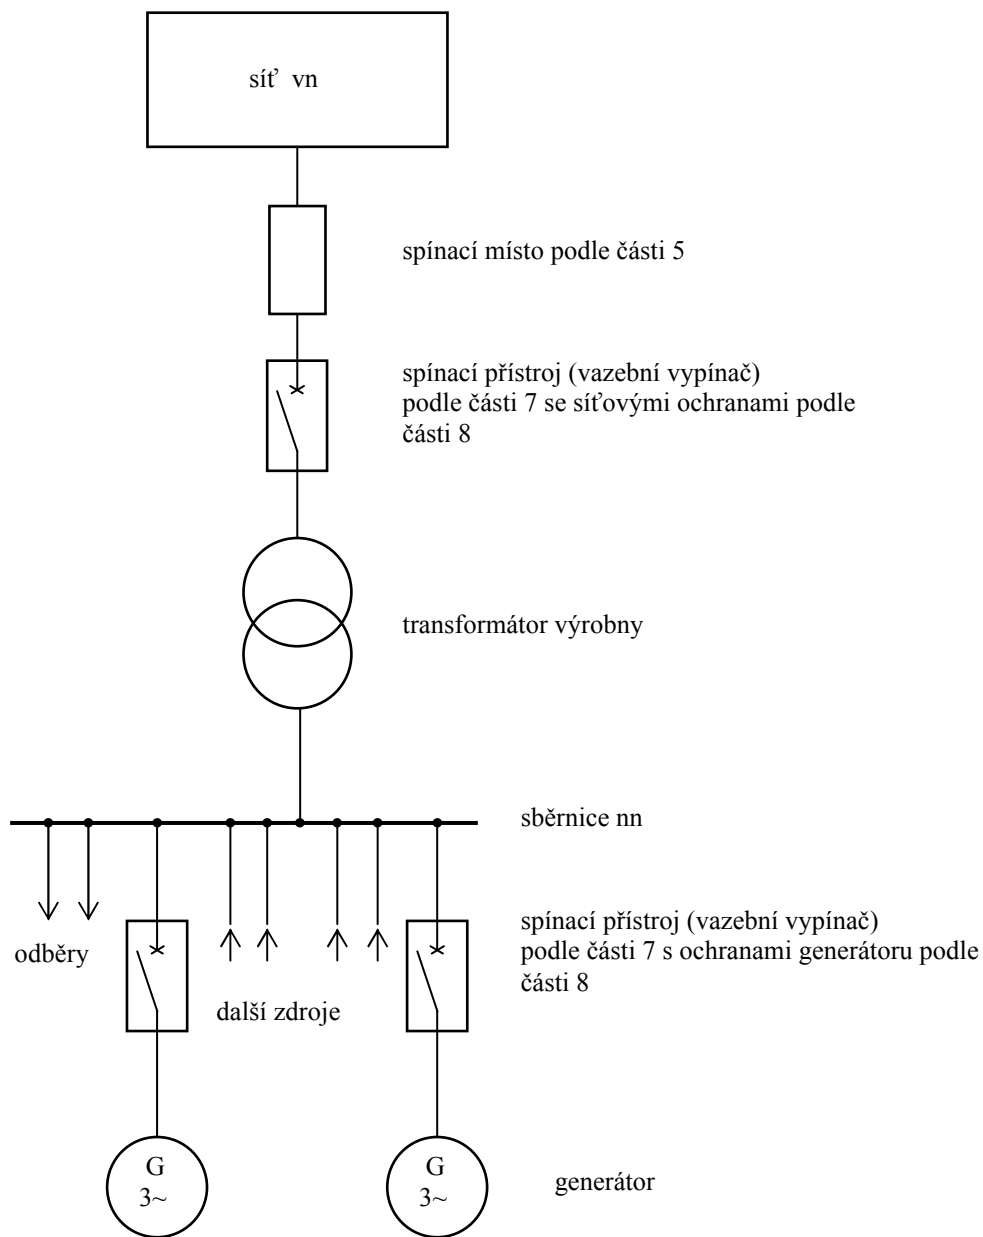 síť vn
spínací místo podle části 5
spínací přístroj (vazební vypínač)
podle části 7 se síťovými ochranami podle
části 8
transformátor výrobny
sběrnice nn
spínací přístroj (vazební vypínač)
podle části 7 s ochranami generátoru podle
části 8
odběry
další zdroje
G
3~
G
3~
generátor